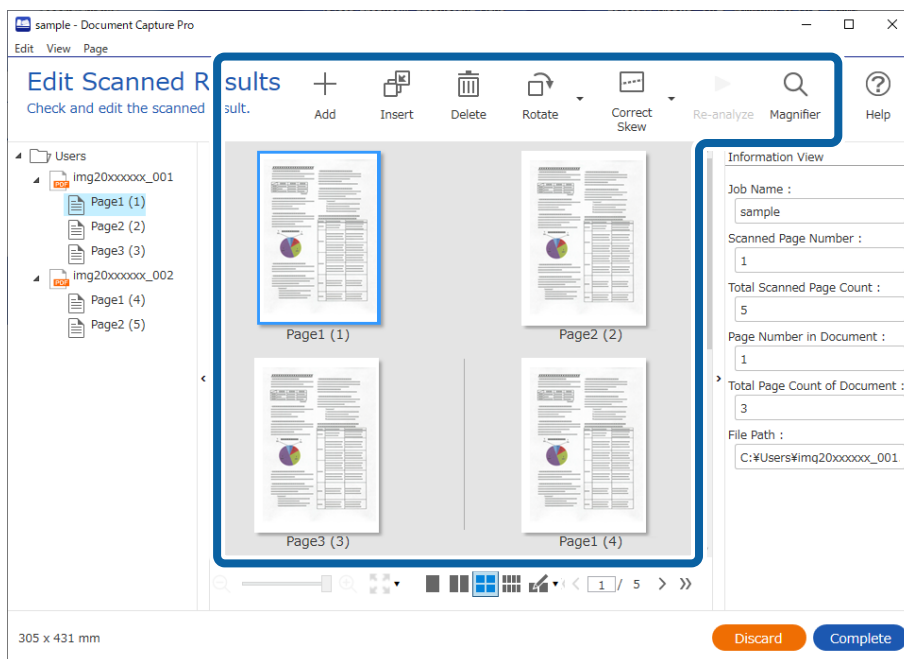 sample - Document Capture Pro
Edit View Page
Edit Scanned Results
Check and edit the scanned sult.
Add
Insert
Delete
Rotate
Correct
Skew
Re-analyze
Magnifier
Help
Users
PDF img20xxxxxx_001
Page1 (1)
Page2 (2)
Page3 (3)
PDF img20xxxxxx_002
Page1 (4)
Page2 (5)
Page1 (1)
Page2 (2)
Page3 (3)
Page1 (4)
Information View
Job Name :
sample
Scanned Page Number :
1
Total Scanned Page Count :
5
Page Number in Document :
1
Total Page Count of Document :
3
File Path :
C:¥Users¥img20xxxxxx_001
1 / 5
305 x 431 mm
Discard
Complete